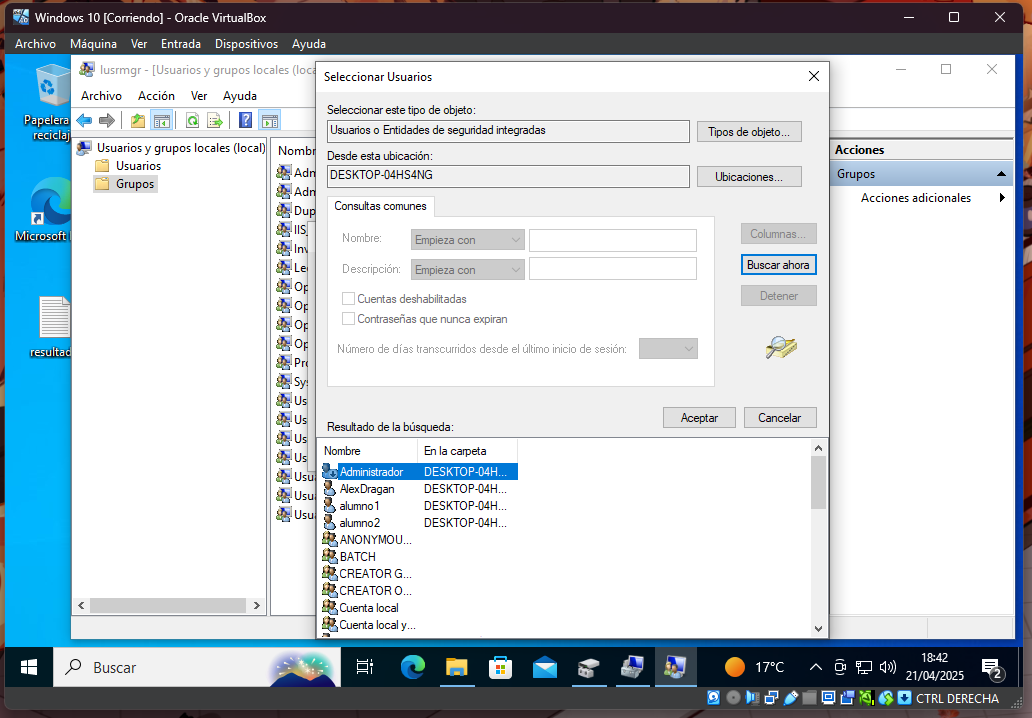 Windows 10 [Corriendo] - Oracle VirtualBox
Archivo Máquina Ver Entrada Dispositivos Ayuda
lusrmgr - [Usuarios y grupos locales (loca
Archivo Acción Ver Ayuda
Papelera
reciclaj
Microsoft
resultad
Usuarios y grupos locales (local)
Usuarios
Grupos
Nomb
Adm
Adm
Dup
IIS_
Inv
Lec
Op
Op
Op
Op
Pro
Sys
Us
Us
Us
Us
Usu
Usu
Usu
Seleccionar Usuarios
Seleccionar este tipo de objeto:
Usuarios o Entidades de seguridad integradas
Tipos de objeto...
Desde esta ubicación:
DESKTOP-04HS4NG
Ubicaciones...
Consultas comunes
Nombre: Empieza con
Descripción: Empieza con
Cuentas deshabilitadas
Contraseñas que nunca expiran
Número de días transcurridos desde el último inicio de sesión:
Columnas...
Buscar ahora
Detener
Aceptar Cancelar
Resultado de la búsqueda:
Nombre En la carpeta
Administrador DESKTOP-04H...
AlexDragan DESKTOP-04H...
alumno1 DESKTOP-04H...
alumno2 DESKTOP-04H...
ANONYMOU...
BATCH
CREATOR G...
CREATOR O...
Cuenta local
Cuenta local y...
Acciones
Grupos
Acciones adicionales
Buscar
17°C
18:42
21/04/2025
2
CTRL DERECHA